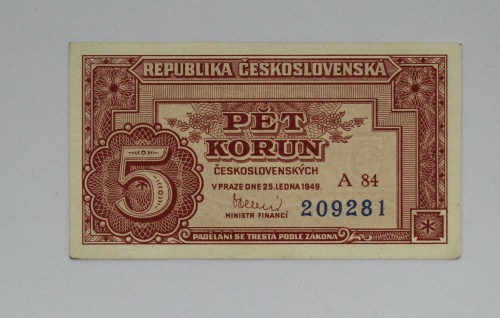 REPUBLIKA ČESKOSLOVENSKÁ
PĚT
KORUN
ČESKOSLOVENSKÝCH
V PRAZE DNE 25. LEDNA 1949.
A 84
MINISTR FINANCÍ
209281
5
PADĚLÁNÍ SE TRESTÁ PODLE ZÁKONA